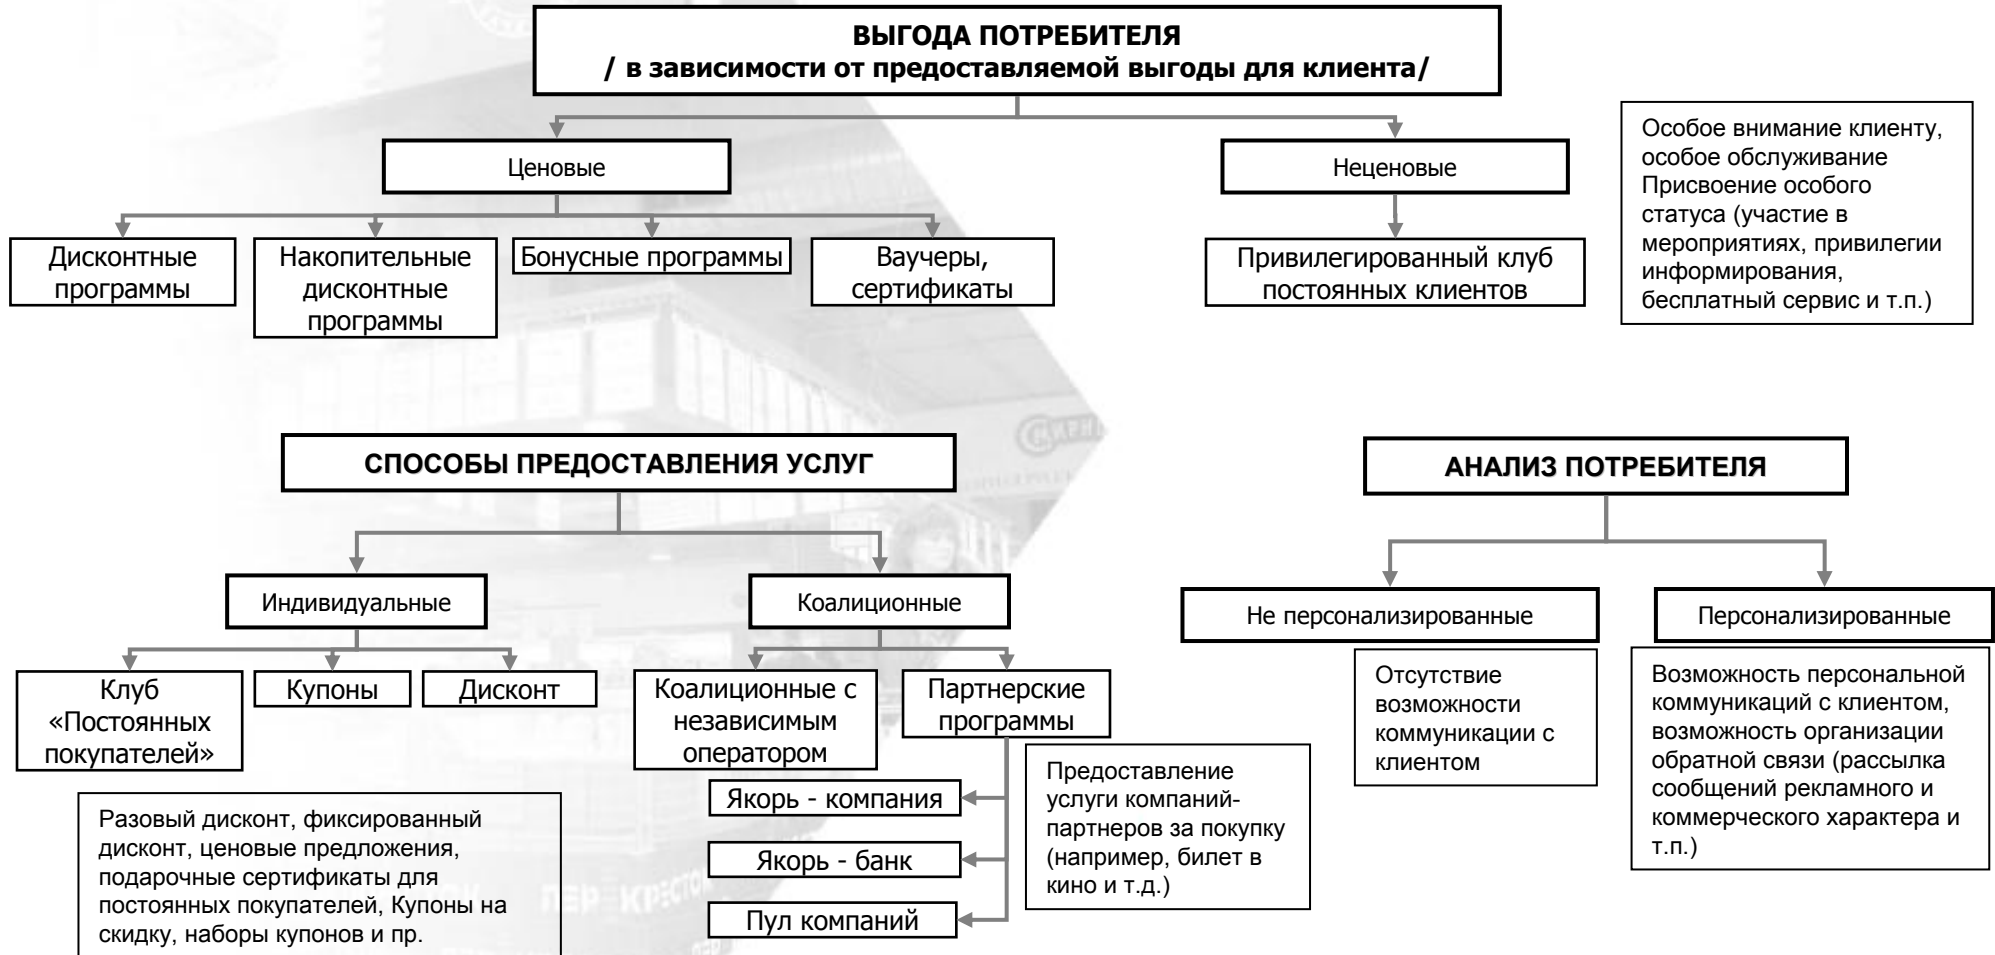 ВЫГОДА ПОТРЕБИТЕЛЯ
/ в зависимости от предоставляемой выгоды для клиента/
Ценовые
Неценовые
Особое внимание клиенту,
особое обслуживание
Присвоение особого
статуса (участие в
мероприятиях, привилегии
информирования,
бесплатный сервис и т.п.)
Дисконтные
программы
Накопительные
дисконтные
программы
Бонусные программы
Ваучеры,
сертификаты
Привилегированный клуб
постоянных клиентов
СПОСОБЫ ПРЕДОСТАВЛЕНИЯ УСЛУГ
Индивидуальные
Коалиционные
Клуб
«Постоянных
покупателей»
Купоны
Дисконт
Коалиционные с
независимым
оператором
Партнерские
программы
Разовый дисконт, фиксированный
дисконт, ценовые предложения,
подарочные сертификаты для
постоянных покупателей, Купоны на
скидку, наборы купонов и пр.
Якорь - компания
Якорь - банк
Пул компаний
Предоставление
услуги компаний-
партнеров за покупку
(например, билет в
кино и т.д.)
АНАЛИЗ ПОТРЕБИТЕЛЯ
Не персонализированные
Персонализированные
Отсутствие
возможности
коммуникации с
клиентом
Возможность персональной
коммуникаций с клиентом,
возможность организации
обратной связи (рассылка
сообщений рекламного и
коммерческого характера и
т.п.)
ПЕРЕКРЕСТОК